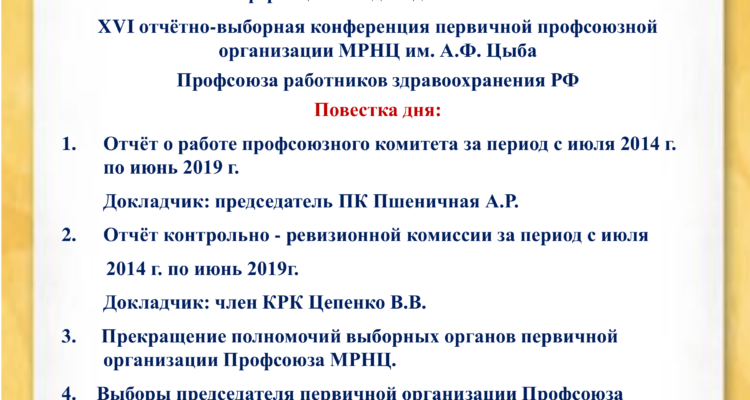 XVI отчётно-выборная конференция первичной профсоюзной
организации МРНЦ им. А.Ф. Цыба
Профсоюза работников здравоохранения РФ
Повестка дня:
1. Отчёт о работе профсоюзного комитета за период с июля 2014 г.
по июнь 2019 г.
Докладчик: председатель ПК Пшеничная А.Р.
2. Отчёт контрольно - ревизионной комиссии за период с июля
2014 г. по июнь 2019г.
Докладчик: член КРК Цепенко В.В.
3. Прекращение полномочий выборных органов первичной
организации Профсоюза МРНЦ.
4. Выборы председателя первичной организации Профсоюза